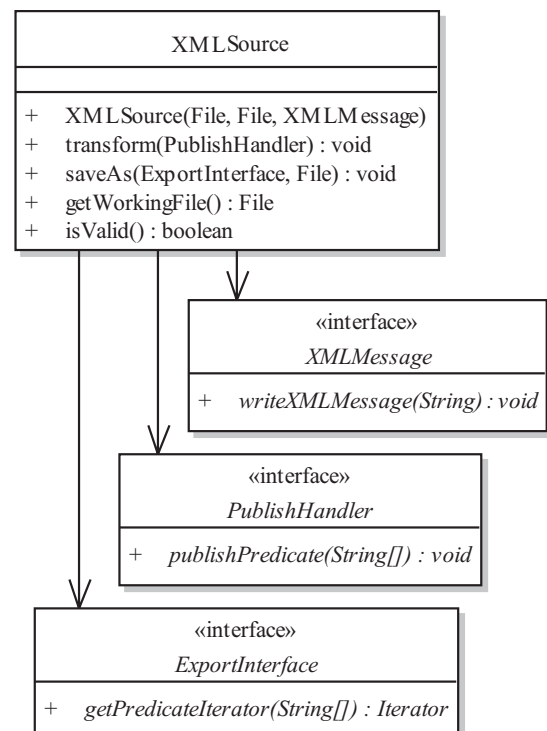 XMLSource
+ XMLSource(File, File, XMLMessage)
+ transform(PublishHandler) : void
+ saveAs(ExportInterface, File) : void
+ getWorkingFile() : File
+ isValid() : boolean
«interface»
XMLMessage
+ writeXMLMessage(String) : void
«interface»
PublishHandler
+ publishPredicate(String[]) : void
«interface»
ExportInterface
+ getPredicateIterator(String[]) : Iterator